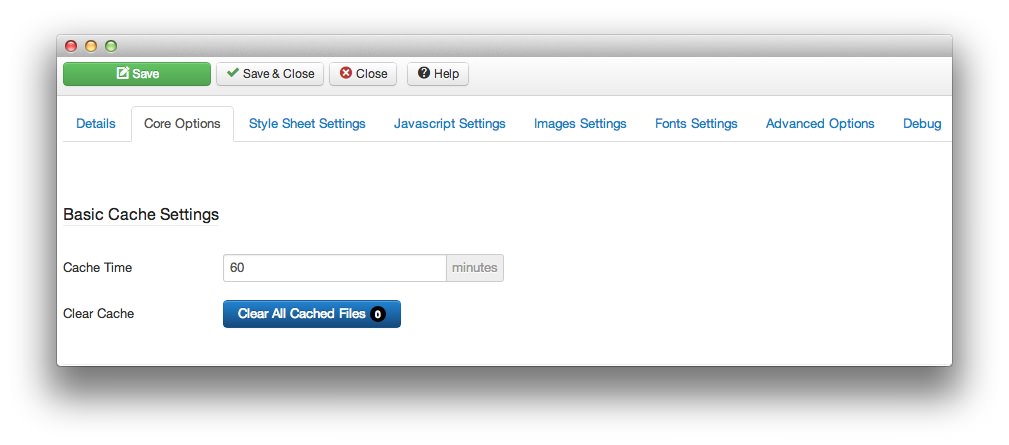 Save Save & Close Close Help
Details Core Options Style Sheet Settings Javascript Settings Images Settings Fonts Settings Advanced Options Debug
Basic Cache Settings
Cache Time 60 minutes
Clear Cache Clear All Cached Files 0